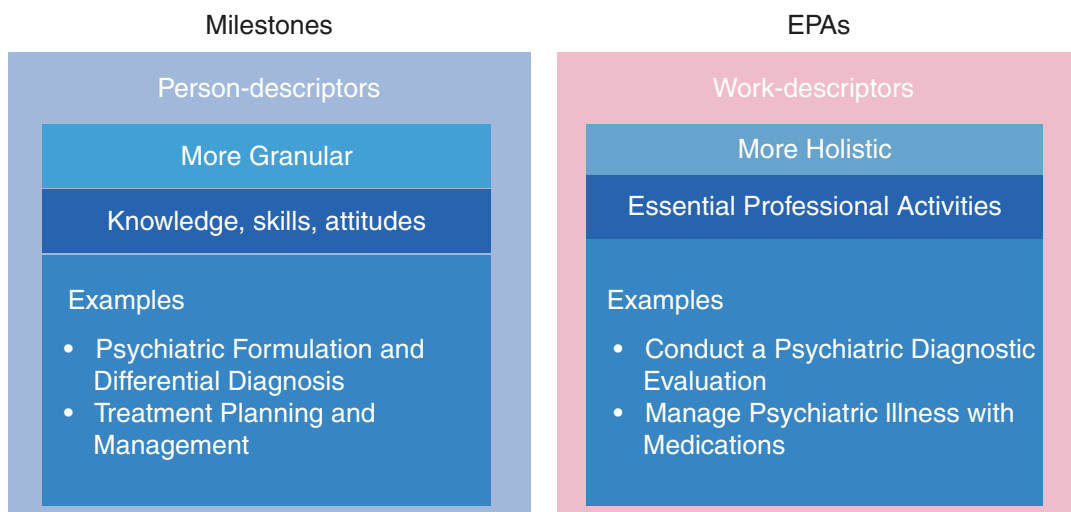 Milestones
Person-descriptors
More Granular
Knowledge, skills, attitudes
Examples
• Psychiatric Formulation and
Differential Diagnosis
• Treatment Planning and
Management
EPAs
Work-descriptors
More Holistic
Essential Professional Activities
Examples
• Conduct a Psychiatric Diagnostic
Evaluation
• Manage Psychiatric Illness with
Medications